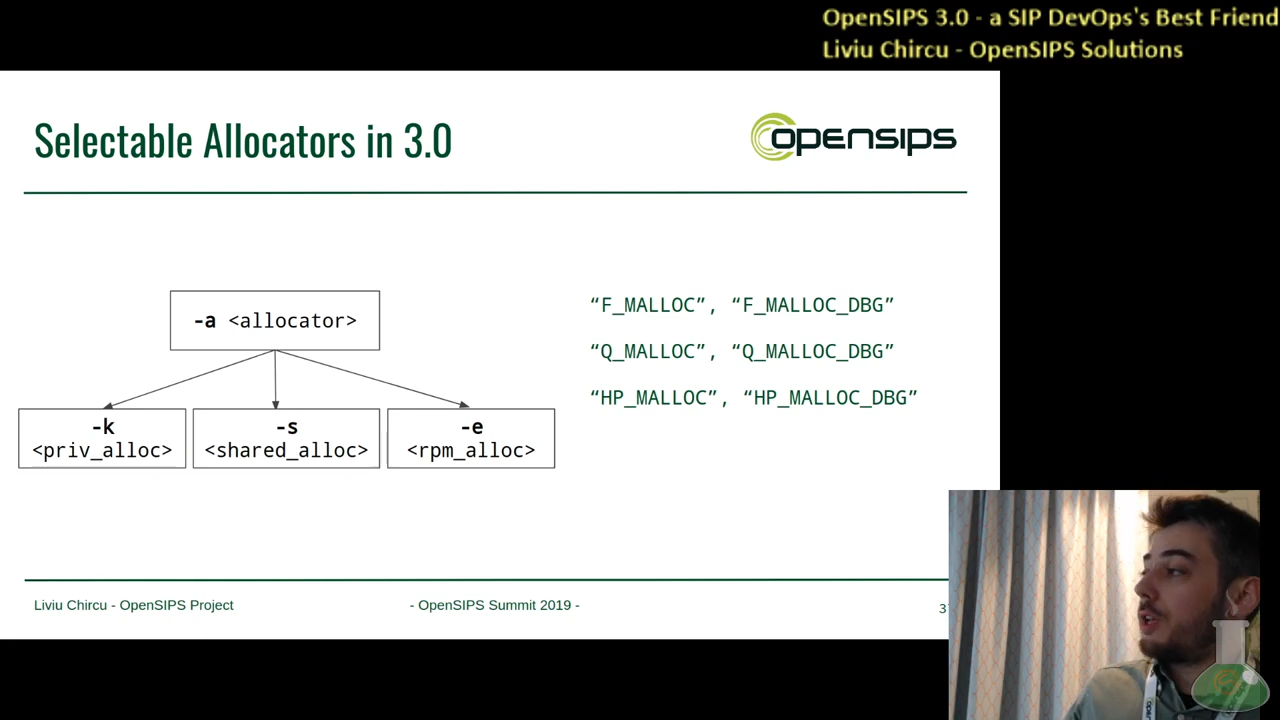 OpenSIPS 3.0 - a SIP DevOps's Best Friend
Liviu Chircu - OpenSIPS Solutions
Selectable Allocators in 3.0
opensips
-a <allocator>
-k
<priv_alloc>
-s
<shared_alloc>
-e
<rpm_alloc>
“F_MALLOC”, “F_MALLOC_DBG”
“Q_MALLOC”, “Q_MALLOC_DBG”
“HP_MALLOC”, “HP_MALLOC_DBG”
Liviu Chircu - OpenSIPS Project
- OpenSIPS Summit 2019 -